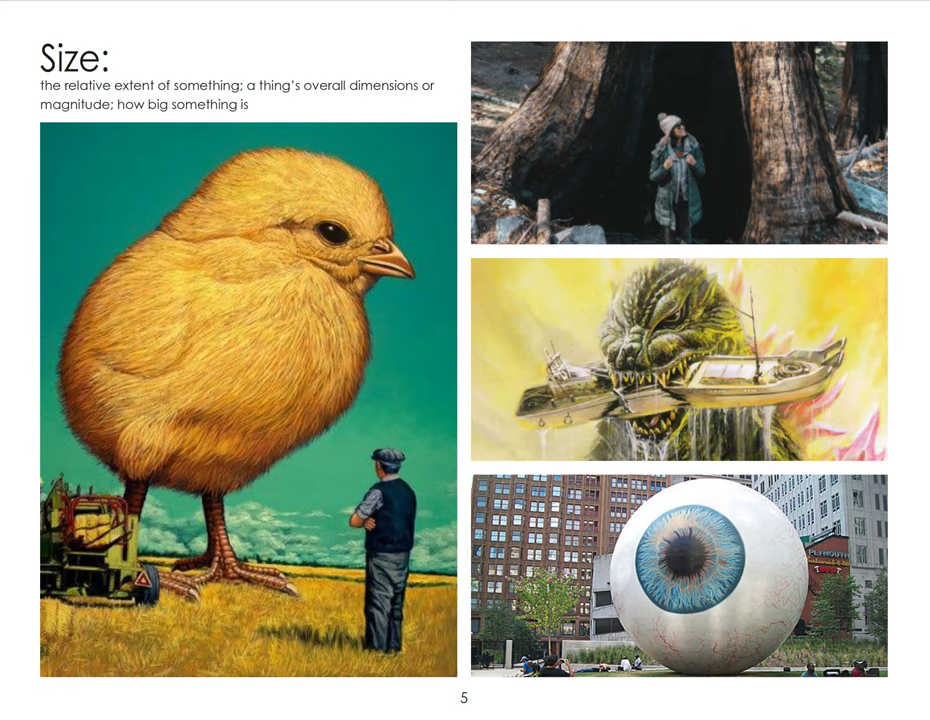 Size:
the relative extent of something; a thing's overall dimensions or
magnitude; how big something is
PLYMOUTH
5